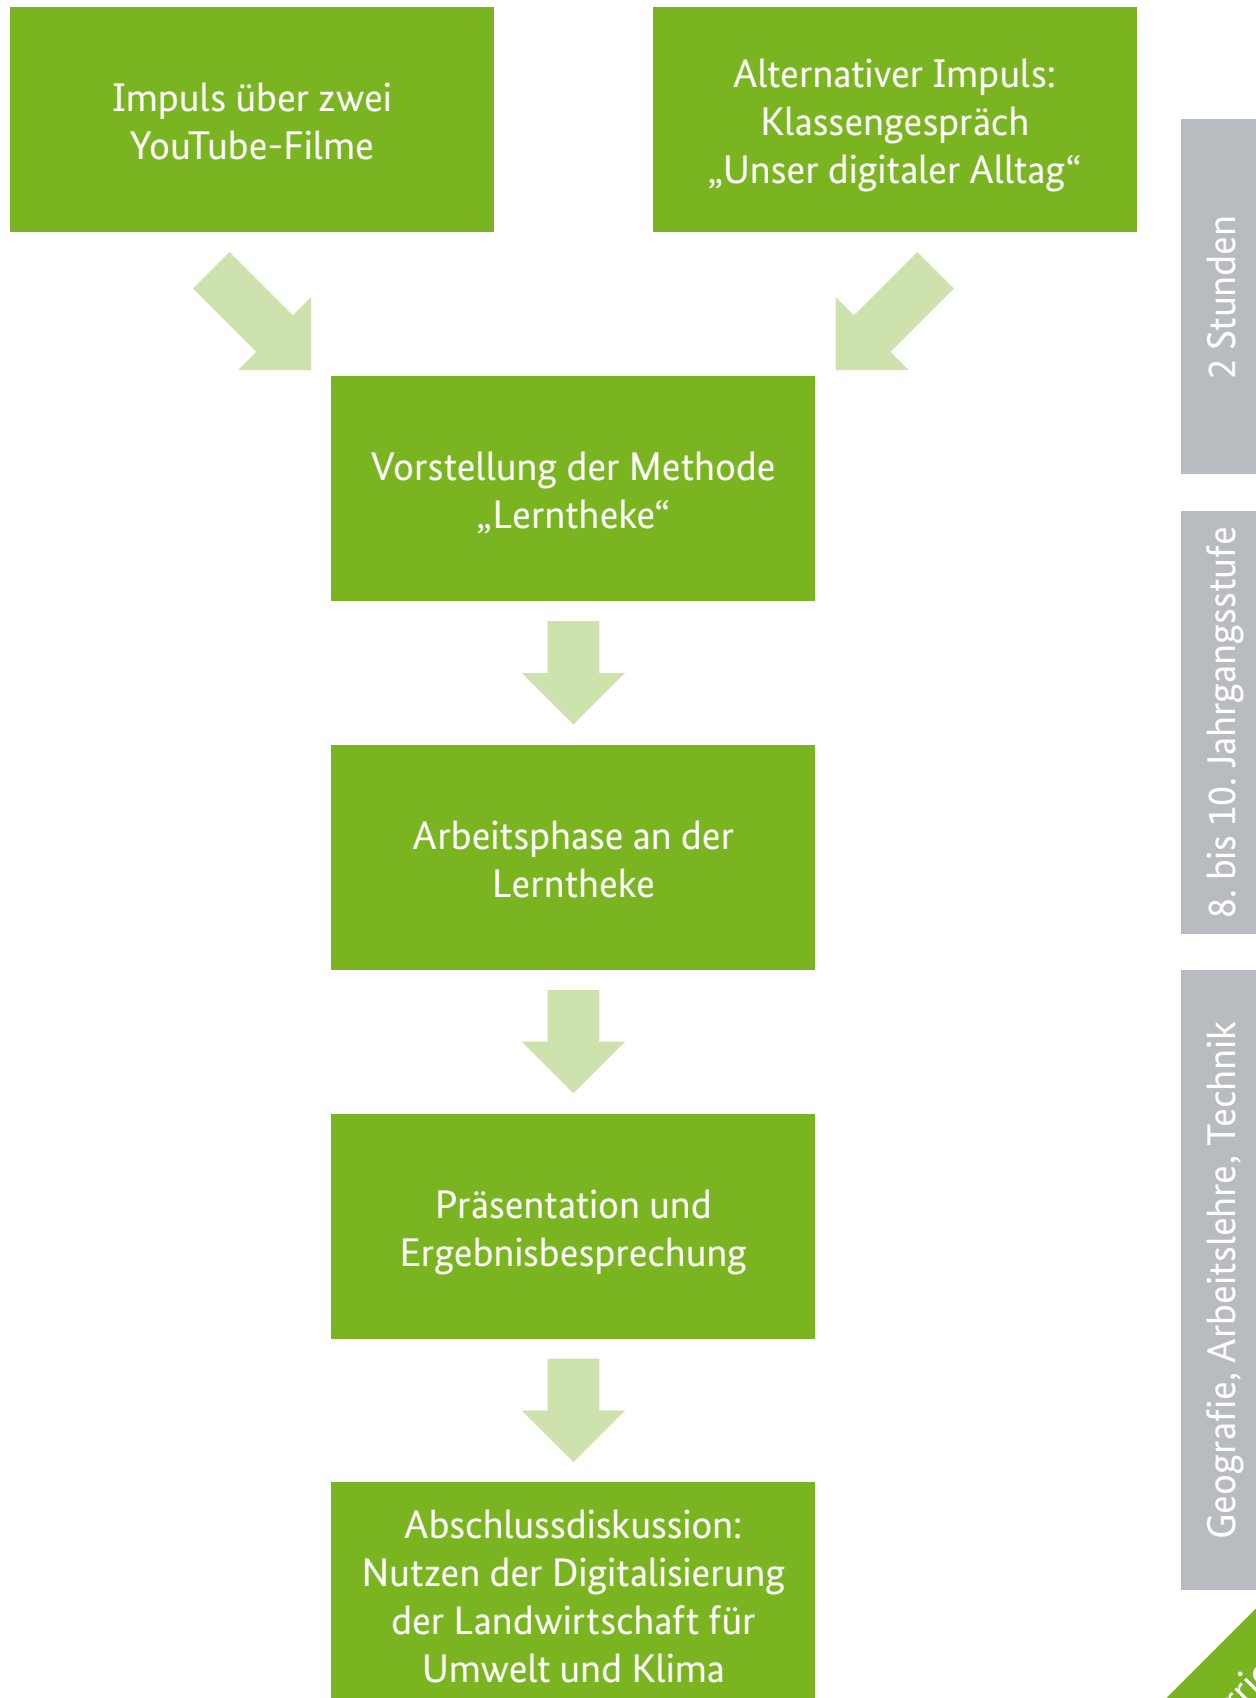 Impuls über zwei
YouTube-Filme
Alternativer Impuls:
Klassengespräch
„Unser digitaler Alltag“
Vorstellung der Methode
„Lerntheke“
Arbeitsphase an der
Lerntheke
Präsentation und
Ergebnisbesprechung
Abschlussdiskussion:
Nutzen der Digitalisierung
der Landwirtschaft für
Umwelt und Klima
2 Stunden
8. bis 10. Jahrgangsstufe
Geografie, Arbeitslehre, Technik